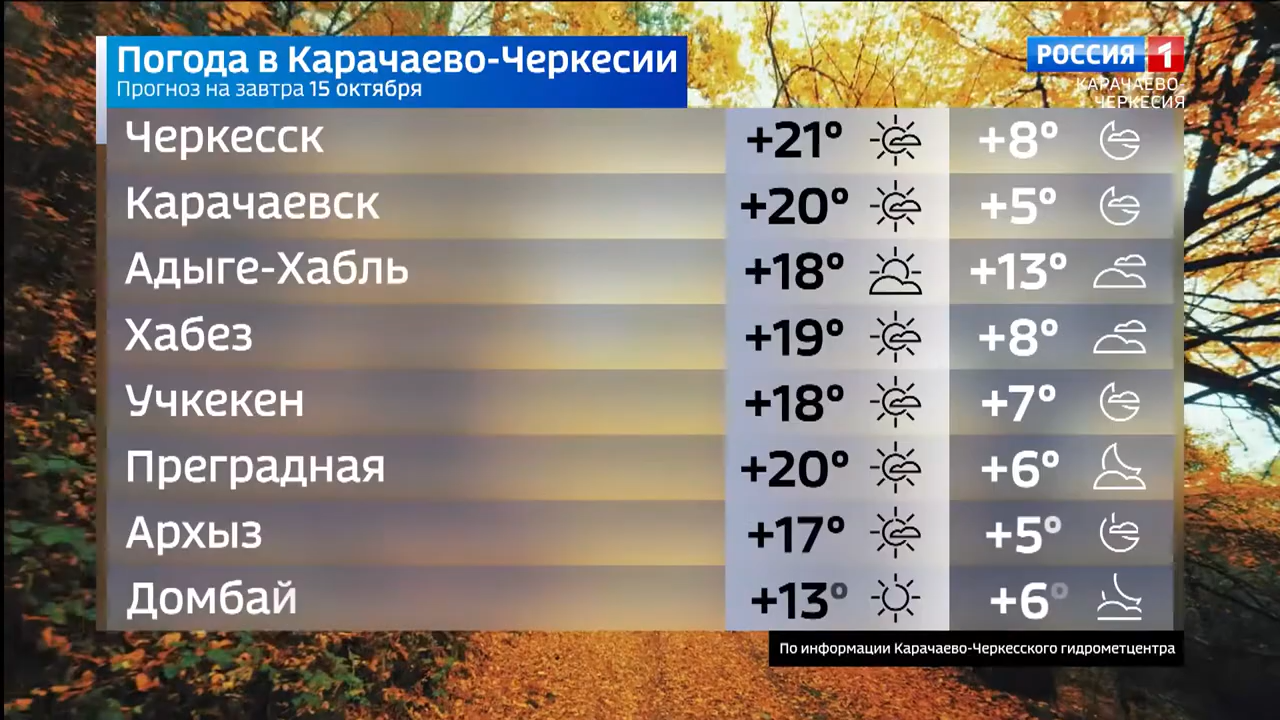 Погода в Карачаево-Черкесии
Прогноз на завтра 15 октября
РОССИЯ 1
КАРАЧАЕВО-
ЧЕРКЕСИЯ
Черкесск +21° +8°
Карачаевск +20° +5°
Адыге-Хабль +18° +13°
Хабез +19° +8°
Учкекен +18° +7°
Преградная +20° +6°
Архыз +17° +5°
Домбай +13° +6°
По информации Карачаево-Черкесского гидрометцентра